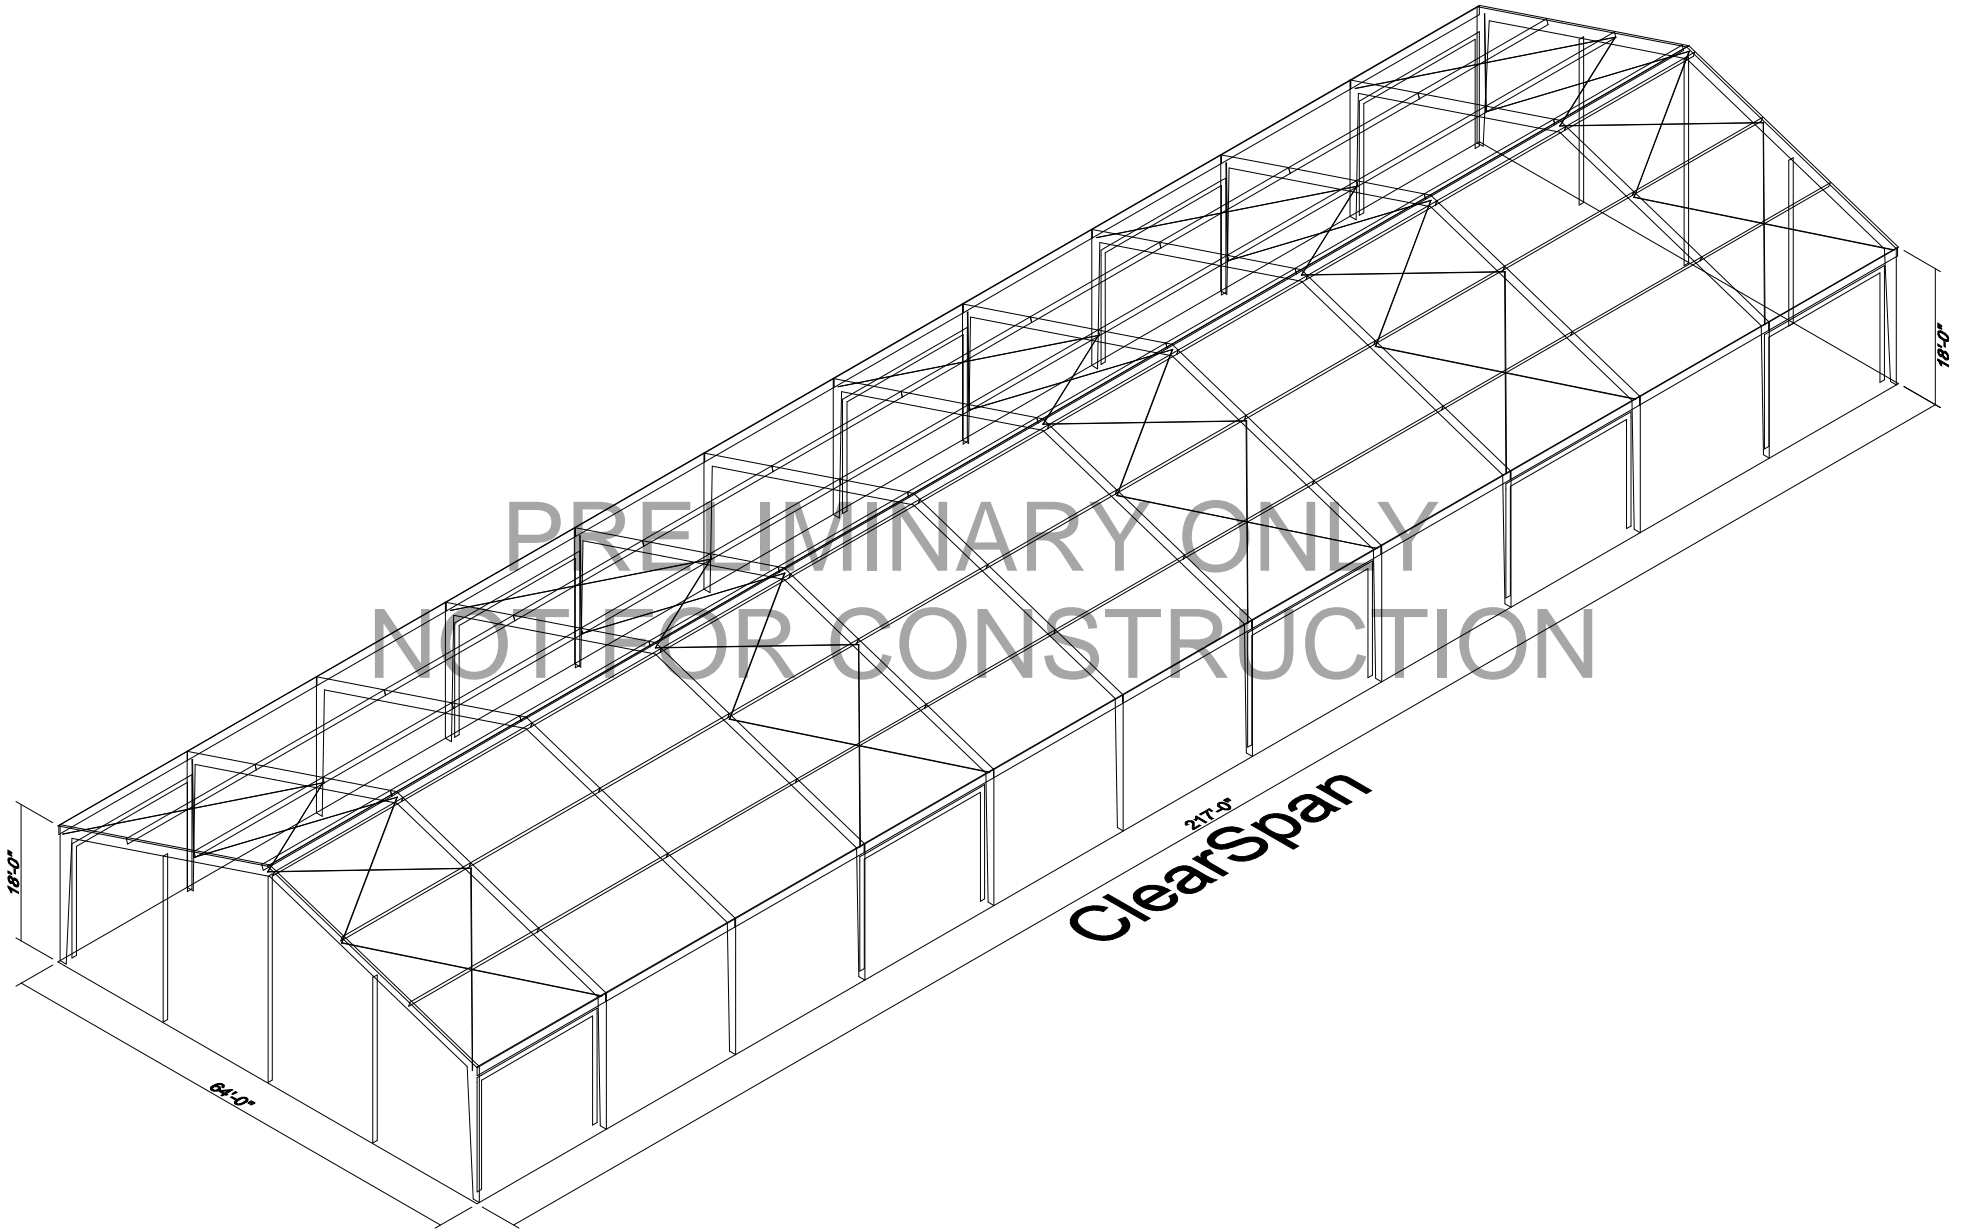 18'-0"
PRELIMINARY ONLY
NOT FOR CONSTRUCTION
217'-0"
ClearSpan
18'-0"
64'-0"